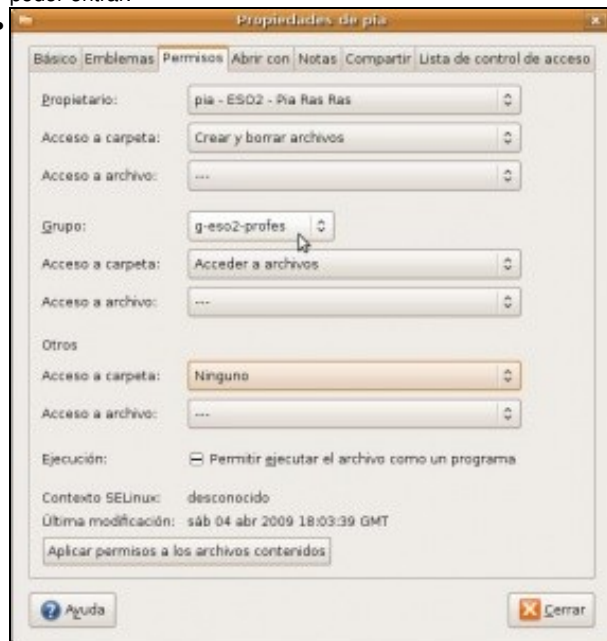 poder entrar.
Propiedades de pia
Básico Emblemas Permisos Abrir con Notas Compartir Lista de control de acceso
Propietario: pia - ESO2 - Pia Ras Ras
Acceso a carpeta: Crear y borrar archivos
Acceso a archivo: ---
Grupo: g-eso2-profes
Acceso a carpeta: Acceder a archivos
Acceso a archivo: ---
Otros
Acceso a carpeta: Ninguno
Acceso a archivo: ---
Ejecución: Permitir ejecutar el archivo como un programa
Contexto SELinux: desconocido
Última modificación: sáb 04 abr 2009 18:03:39 GMT
Aplicar permisos a los archivos contenidos
Ayuda Cerrar